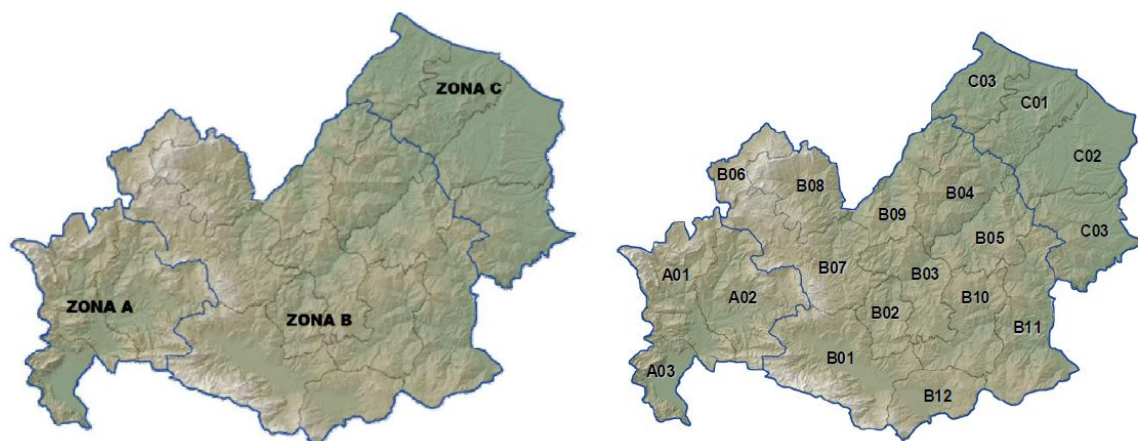 ZONA C
ZONA A
ZONA B
C03
C01
C02
B06
B08
B04
B09
C03
B05
A01
B07
B03
A02
B10
B02
B11
B01
A03
B12